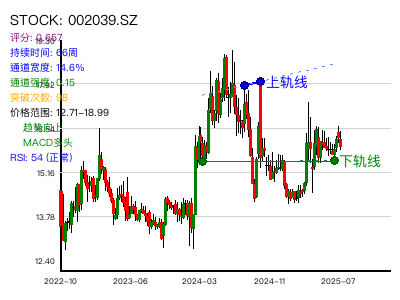 STOCK: 002039.SZ
评分: 0.657
持续时间: 66周
通道宽度: 14.6%
通道强度: 0.15
突破次数: 98
价格范围: 12.71–18.99
趋势向上
MACD多头
RSI: 54 (正常)
上轨线
下轨线
15.16
13.78
12.40
2022–10 2023–06 2024–03 2024–11 2025–07